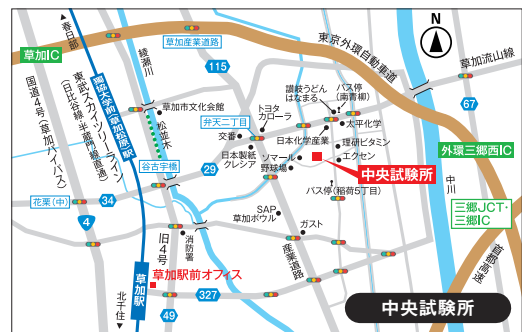 ▲春日部
草加IC
国道4号（草加バイパス）
東武スカイツリーライン
（日比谷線・半蔵門線直通）
獨協大学前〈草加松原〉駅
綾瀬川
草加産業道路
115
東京外環自動車道
N
草加流山線
67
草加市文化会館
松並木
弁天二丁目
トヨタ
カローラ
讃岐うどん
はなまる
バス停
（南青柳）
太平化学
日本化学産業
交番
日本製紙
クレシア
谷古宇橋
29
ソマール
野球場
理研ビタミン
エクセン
中央試験所
バス停（稲荷5丁目）
外環三郷西IC
中川
三郷JCT・
三郷IC
首都高速
花栗（中）
34
4
SAP
草加ボウル
ガスト
産業道路
旧4号
消防署
草加駅
草加駅前オフィス
327
49
北千住▼
中央試験所